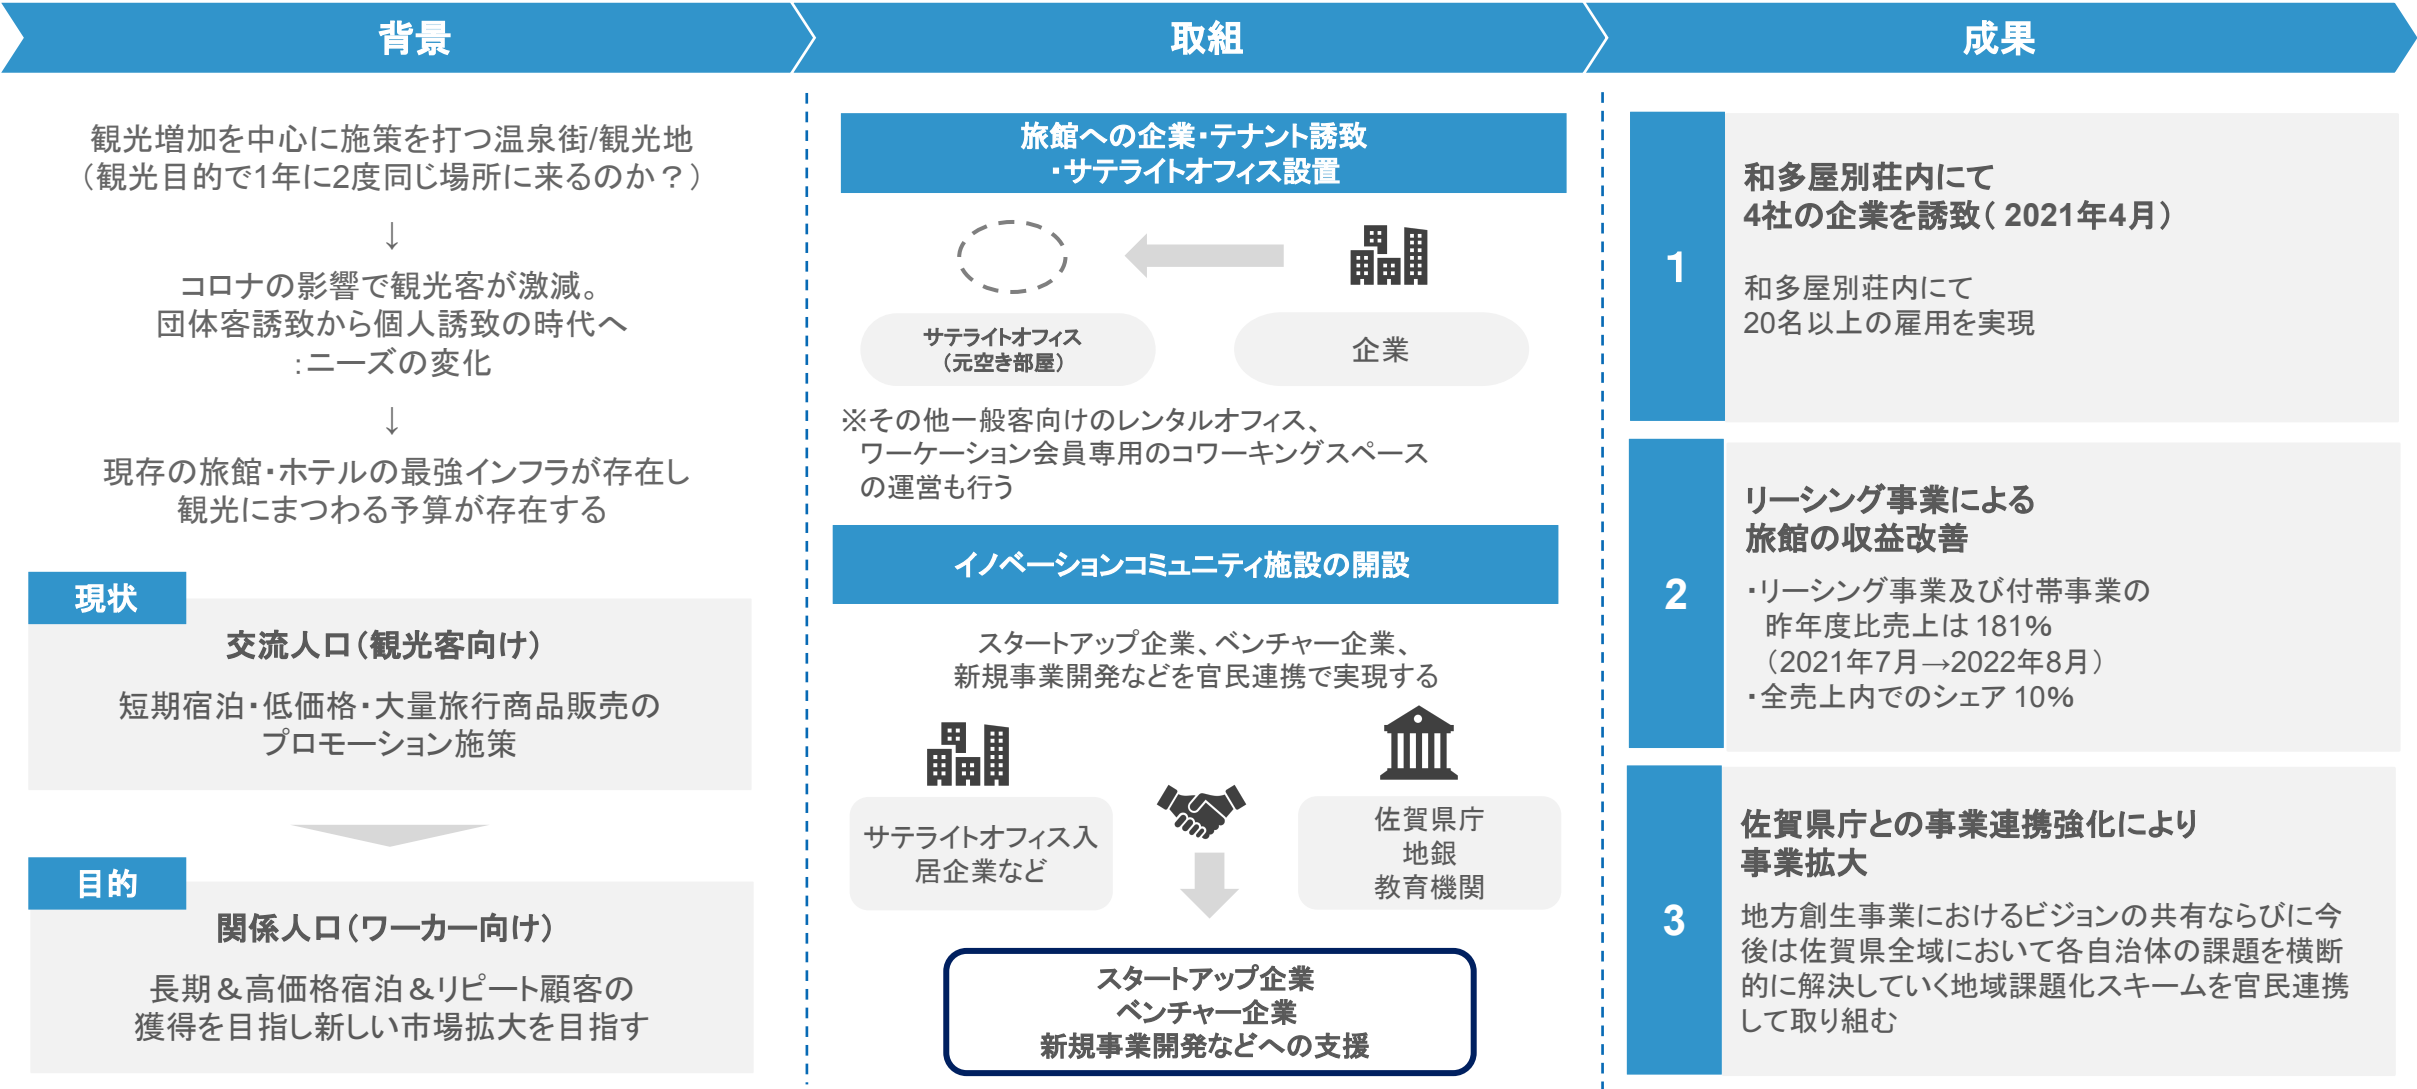 背景
取組
成果
観光増加を中心に施策を打つ温泉街/観光地
（観光目的で1年に2度同じ場所に来るのか？）
↓
コロナの影響で観光客が激減。
団体客誘致から個人誘致の時代へ
：ニーズの変化
↓
現存の旅館・ホテルの最強インフラが存在し
観光にまつわる予算が存在する
現状
交流人口（観光客向け）
短期宿泊・低価格・大量旅行商品販売の
プロモーション施策
目的
関係人口（ワーカー向け）
長期＆高価格宿泊＆リピート顧客の
獲得を目指し新しい市場拡大を目指す
旅館への企業・テナント誘致
・サテライトオフィス設置
サテライトオフィス
（元空き部屋）
企業
※その他一般客向けのレンタルオフィス、
ワーケーション会員専用のコワーキングスペース
の運営も行う
イノベーションコミュニティ施設の開設
スタートアップ企業、ベンチャー企業、
新規事業開発などを官民連携で実現する
サテライトオフィス入
居企業など
佐賀県庁
地銀
教育機関
スタートアップ企業
ベンチャー企業
新規事業開発などへの支援
1
和多屋別荘内にて
4社の企業を誘致（2021年4月）
和多屋別荘内にて
20名以上の雇用を実現
2
リーシング事業による
旅館の収益改善
・リーシング事業及び付帯事業の
昨年度比売上は181%
（2021年7月→2022年8月）
・全売上内でのシェア10%
3
佐賀県庁との事業連携強化により
事業拡大
地方創生事業におけるビジョンの共有ならびに今
後は佐賀県全域において各自治体の課題を横断
的に解決していく地域課題化スキームを官民連携
して取り組む